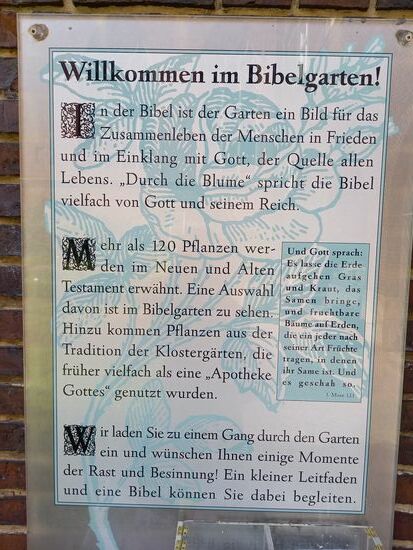 Willkommen im Bibelgarten!
In der Bibel ist der Garten ein Bild für das
Zusammenleben der Menschen in Frieden
und im Einklang mit Gott, der Quelle allen
Lebens. „Durch die Blume“ spricht die Bibel
vielfach von Gott und seinem Reich.
Mehr als 120 Pflanzen wer-
den im Neuen und Alten
Testament erwähnt. Eine Auswahl
davon ist im Bibelgarten zu sehen.
Hinzu kommen Pflanzen aus der
Tradition der Klostergärten, die
früher vielfach als eine „Apotheke
Gottes“ genutzt wurden.
Und Gott sprach:
Es lasse die Erde
aufgehen Gras
und Kraut, das
Samen bringe,
und fruchtbare
Bäume auf Erden,
die ein jeder nach
seiner Art Früchte
tragen, in denen
ihr Same ist. Und
es geschah so.
1. Mose 1,11
Wir laden Sie zu einem Gang durch den Garten
ein und wünschen Ihnen einige Momente
der Rast und Besinnung! Ein kleiner Leitfaden
und eine Bibel können Sie dabei begleiten.